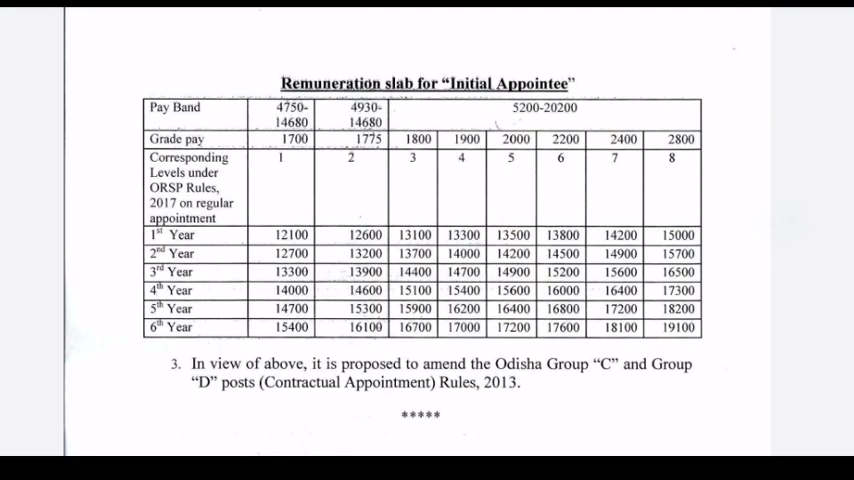 Remuneration slab for “Initial Appointee”
Pay Band 4750-14680 4930-14680 5200-20200
Grade pay 1700 1775 1800 1900 2000 2200 2400 2800
Corresponding Levels under ORSP Rules, 2017 on regular appointment 1 2 3 4 5 6 7 8
1st Year 12100 12600 13100 13300 13500 13800 14200 15000
2nd Year 12700 13200 13700 14000 14200 14500 14900 15700
3rd Year 13300 13900 14400 14700 14900 15200 15600 16500
4th Year 14000 14600 15100 15400 15600 16000 16400 17300
5th Year 14700 15300 15900 16200 16400 16800 17200 18200
6th Year 15400 16100 16700 17000 17200 17600 18100 19100
3. In view of above, it is proposed to amend the Odisha Group “C” and Group
“D” posts (Contractual Appointment) Rules, 2013.
*****